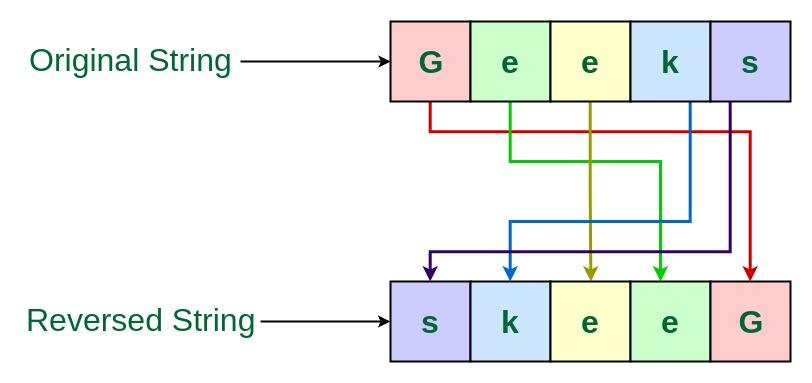 Original String G e e k s
Reversed String s k e e G